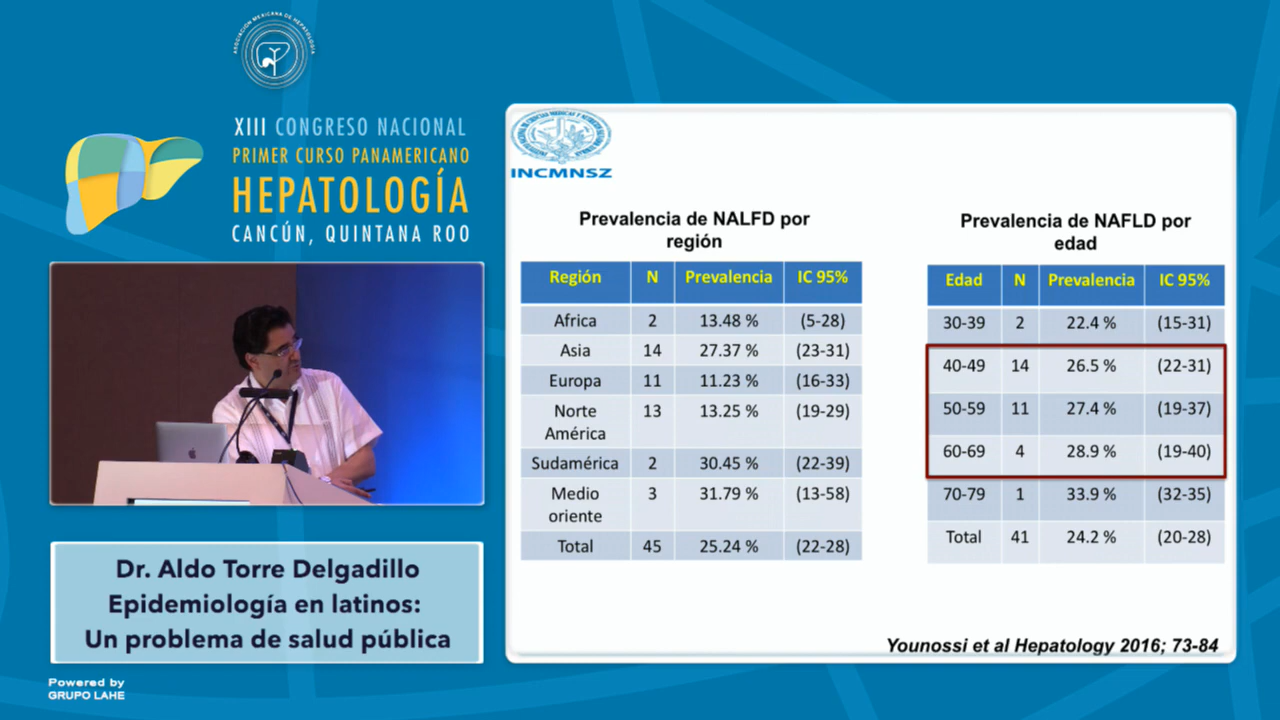 ASOCIACIÓN MEXICANA DE HEPATOLOGÍA
XIII CONGRESO NACIONAL
PRIMER CURSO PANAMERICANO
HEPATOLOGÍA
CANCÚN, QUINTANA ROO
Dr. Aldo Torre Delgadillo
Epidemiología en latinos:
Un problema de salud pública
Powered by
GRUPO LAHE
INCMNSZ
Prevalencia de NALFD por
región
Región N Prevalencia IC 95%
Africa 2 13.48 % (5-28)
Asia 14 27.37 % (23-31)
Europa 11 11.23 % (16-33)
Norte
América 13 13.25 % (19-29)
Sudamérica 2 30.45 % (22-39)
Medio
oriente 3 31.79 % (13-58)
Total 45 25.24 % (22-28)
Prevalencia de NAFLD por
edad
Edad N Prevalencia IC 95%
30-39 2 22.4 % (15-31)
40-49 14 26.5 % (22-31)
50-59 11 27.4 % (19-37)
60-69 4 28.9 % (19-40)
70-79 1 33.9 % (32-35)
Total 41 24.2 % (20-28)
Younossi et al Hepatology 2016; 73-84